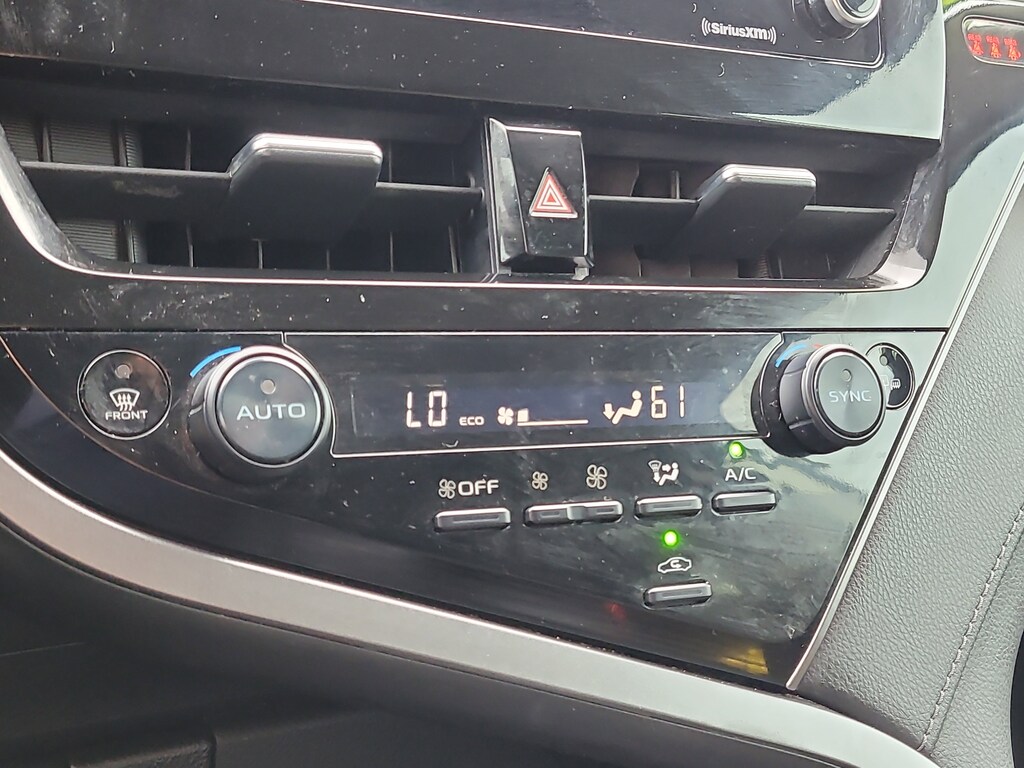 SiriusXM
FRONT
AUTO
LO ECO 61
SYNC
OFF
A/C